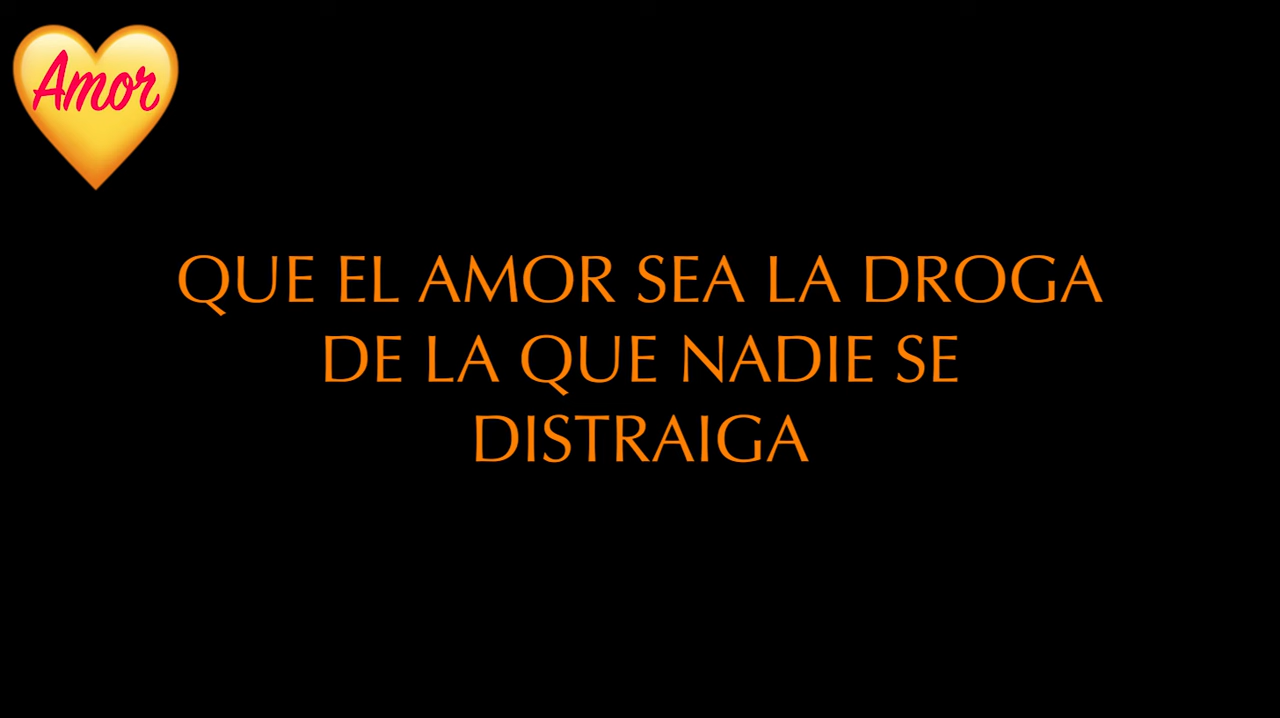 Amor
QUE EL AMOR SEA LA DROGA
DE LA QUE NADIE SE
DISTRAIGA